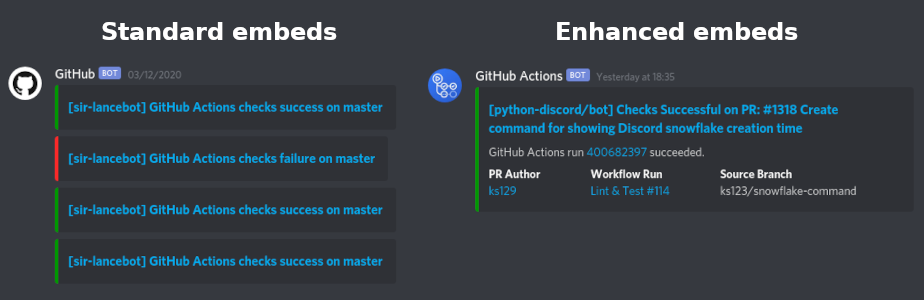 Standard embeds
GitHub BOT 03/12/2020
[sir-lancebot] GitHub Actions checks success on master
[sir-lancebot] GitHub Actions checks failure on master
[sir-lancebot] GitHub Actions checks success on master
[sir-lancebot] GitHub Actions checks success on master
Enhanced embeds
GitHub Actions BOT Yesterday at 18:35
[python-discord/bot] Checks Successful on PR: #1318 Create
command for showing Discord snowflake creation time
GitHub Actions run 400682397 succeeded.
PR Author Workflow Run Source Branch
ks129 Lint & Test #114 ks123/snowflake-command